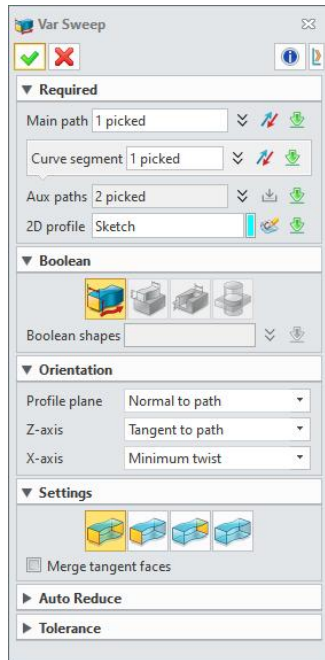 Var Sweep
Required
Main path 1 picked
Curve segment 1 picked
Aux paths 2 picked
2D profile Sketch
Boolean
Boolean shapes
Orientation
Profile plane Normal to path
Z-axis Tangent to path
X-axis Minimum twist
Settings
Merge tangent faces
Auto Reduce
Tolerance